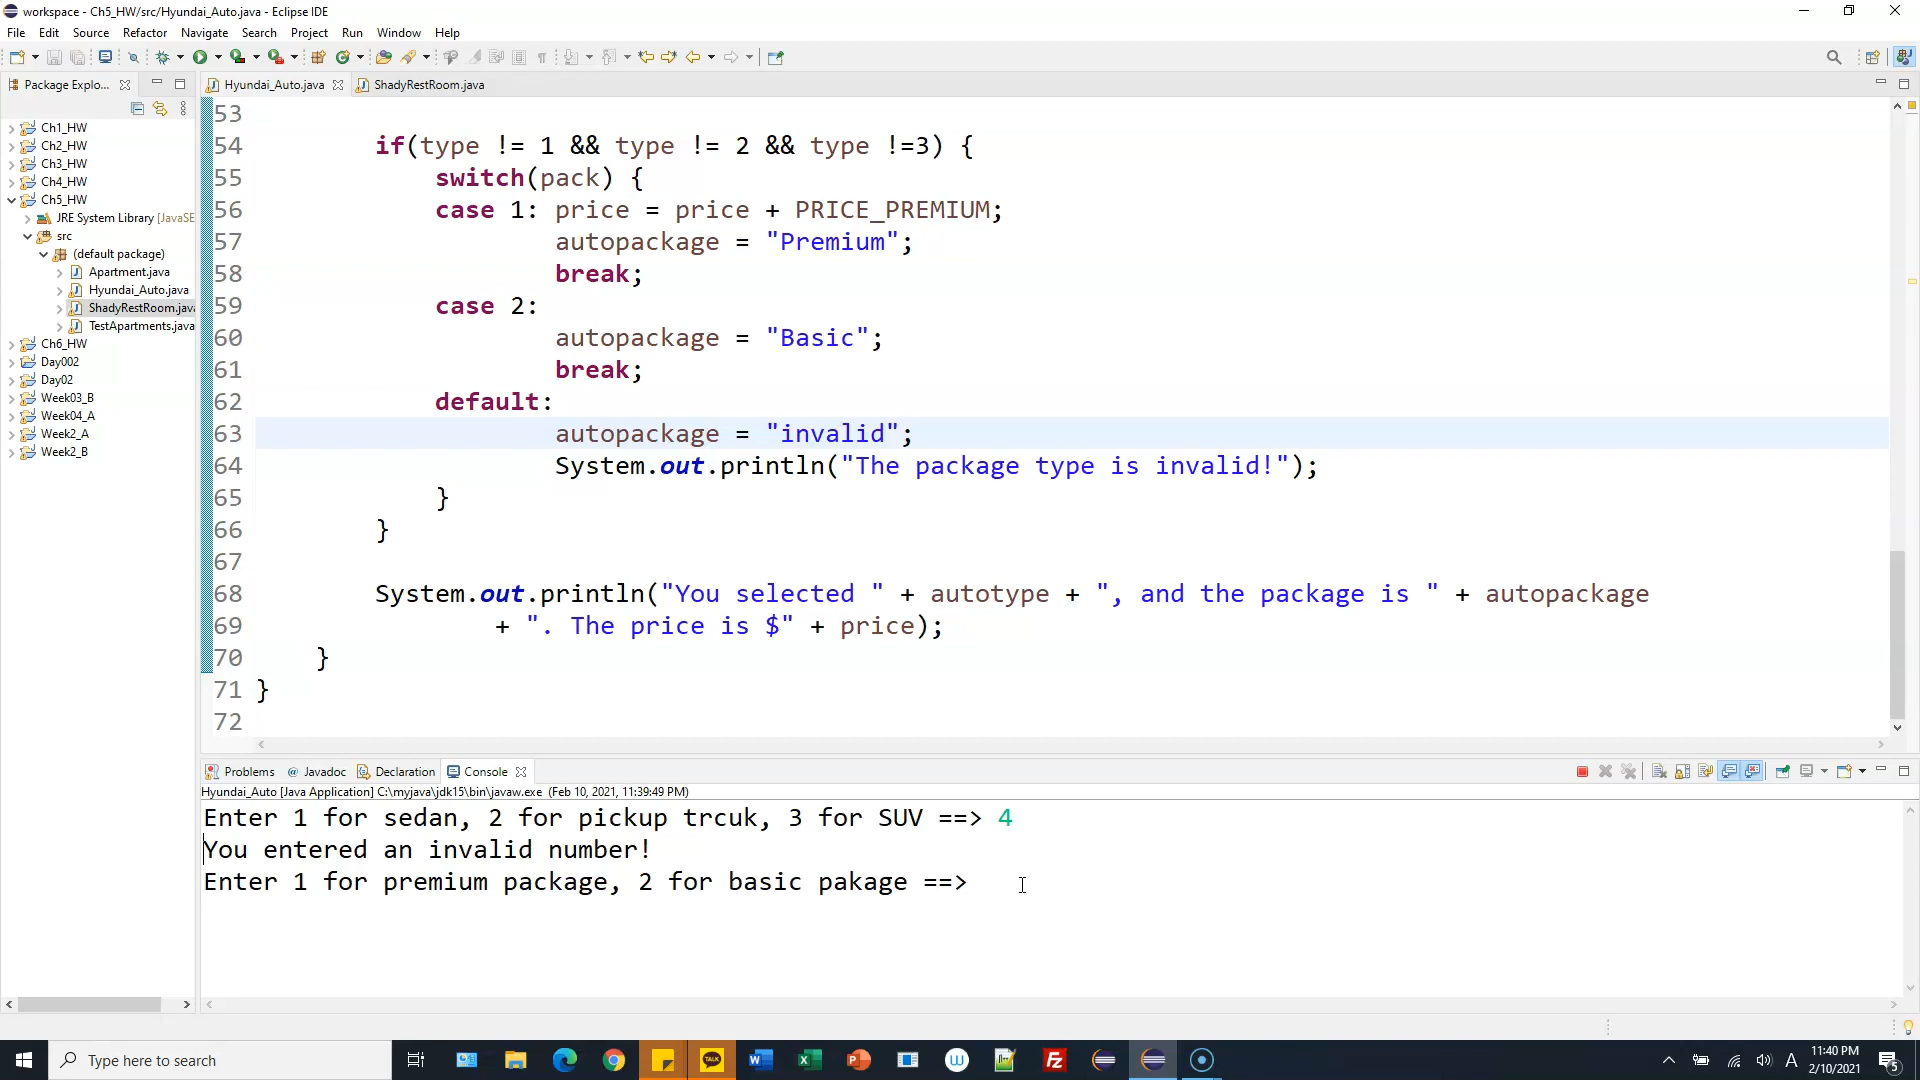 workspace - Ch5_HW/src/Hyundai_Auto.java - Eclipse IDE
File Edit Source Refactor Navigate Search Project Run Window Help
Package Explo...
Hyundai_Auto.java
ShadyRestRoom.java
Ch1_HW
Ch2_HW
Ch3_HW
Ch4_HW
Ch5_HW
JRE System Library [JavaSE
src
(default package)
Apartment.java
Hyundai_Auto.java
ShadyRestRoom.java
TestApartments.java
Ch6_HW
Day002
Day02
Week03_B
Week04_A
Week2_A
Week2_B
53
54 if(type != 1 && type != 2 && type !=3) {
55 switch(pack) {
56 case 1: price = price + PRICE_PREMIUM;
57 autopackage = "Premium";
58 break;
59 case 2:
60 autopackage = "Basic";
61 break;
62 default:
63 autopackage = "invalid";
64 System.out.println("The package type is invalid!");
65 }
66 }
67
68 System.out.println("You selected " + autotype + ", and the package is " + autopackage
69 + ". The price is $" + price);
70 }
71 }
72
Problems @ Javadoc Declaration Console
Hyundai_Auto [Java Application] C:\myjava\jdk15\bin\javaw.exe (Feb 10, 2021, 11:39:49 PM)
Enter 1 for sedan, 2 for pickup trcuk, 3 for SUV ==> 4
You entered an invalid number!
Enter 1 for premium package, 2 for basic pakage ==>
Type here to search
TALK
A
11:40 PM
2/10/2021
5